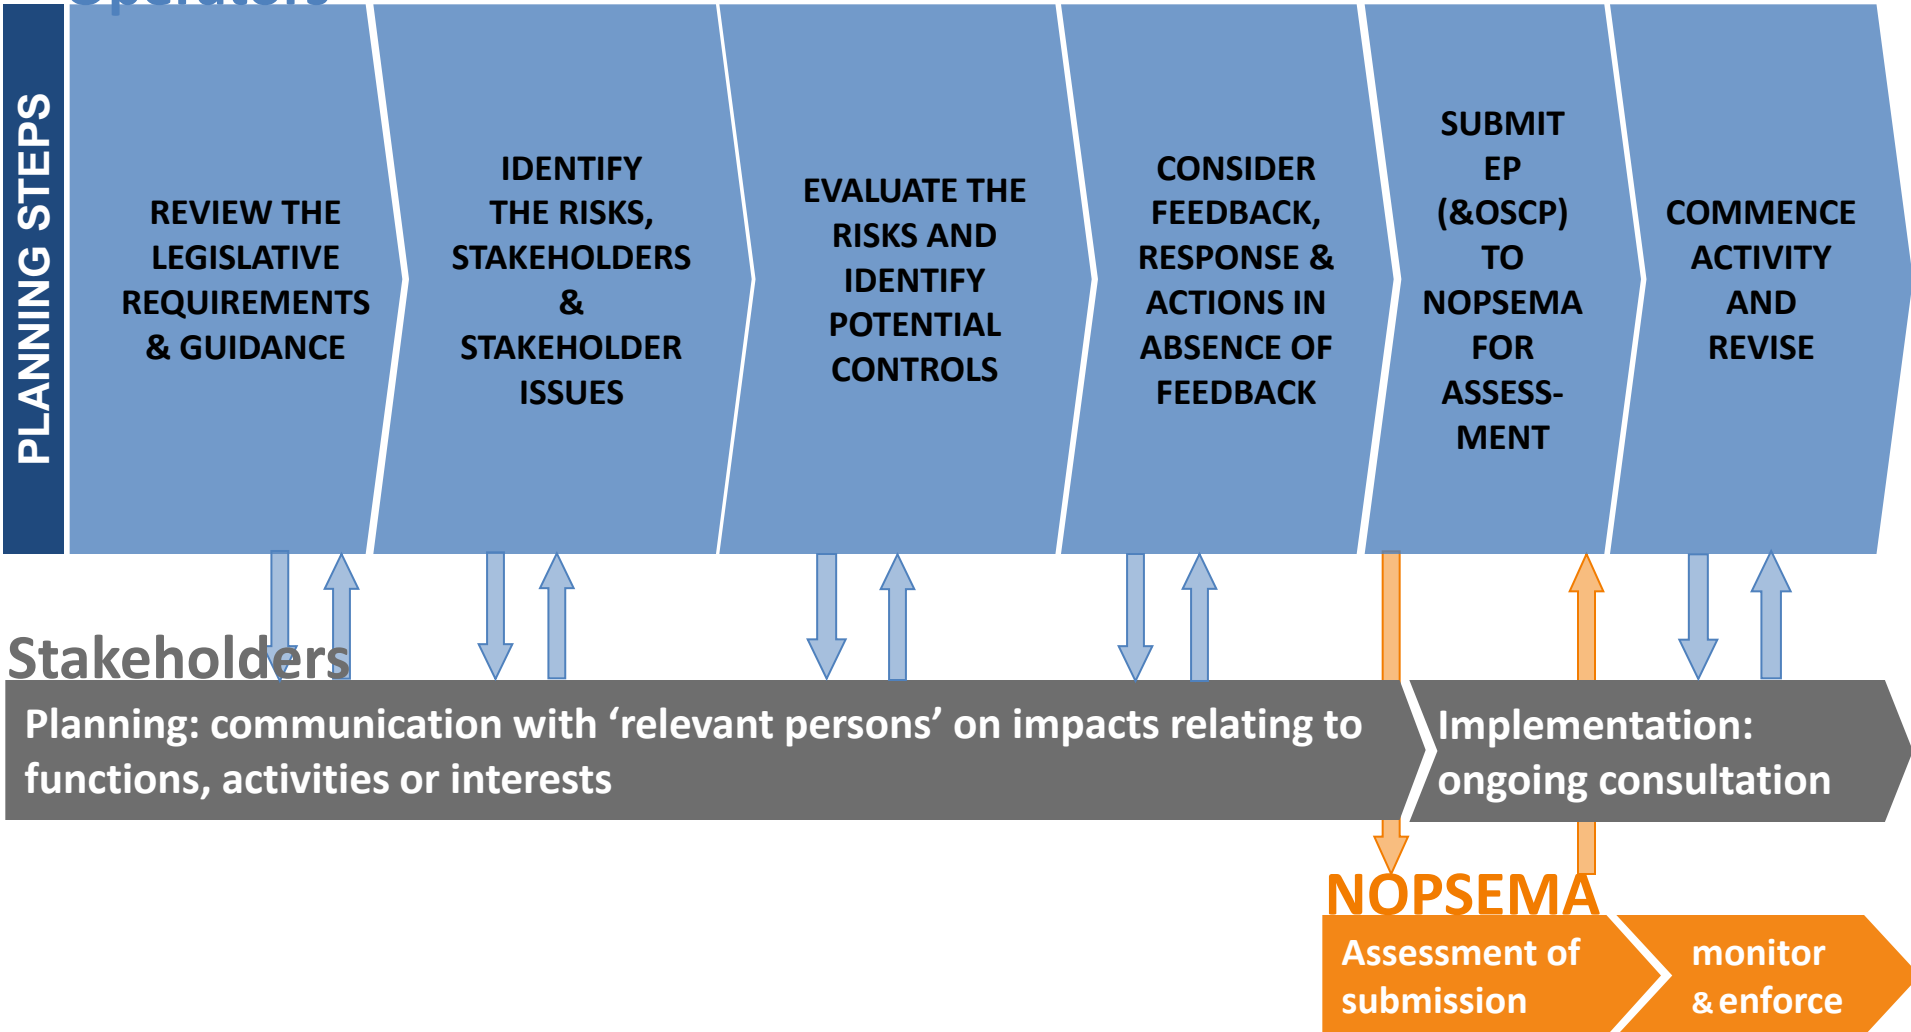 Operators
PLANNING STEPS
REVIEW THE
LEGISLATIVE
REQUIREMENTS
& GUIDANCE
IDENTIFY
THE RISKS,
STAKEHOLDERS
&
STAKEHOLDER
ISSUES
EVALUATE THE
RISKS AND
IDENTIFY
POTENTIAL
CONTROLS
CONSIDER
FEEDBACK,
RESPONSE &
ACTIONS IN
ABSENCE OF
FEEDBACK
SUBMIT
EP
(&OSCP)
TO
NOPSEMA
FOR
ASSESS-
MENT
COMMENCE
ACTIVITY
AND
REVISE
Stakeholders
Planning: communication with ‘relevant persons’ on impacts relating to
functions, activities or interests
Implementation:
ongoing consultation
NOPSEMA
Assessment of
submission
monitor
& enforce